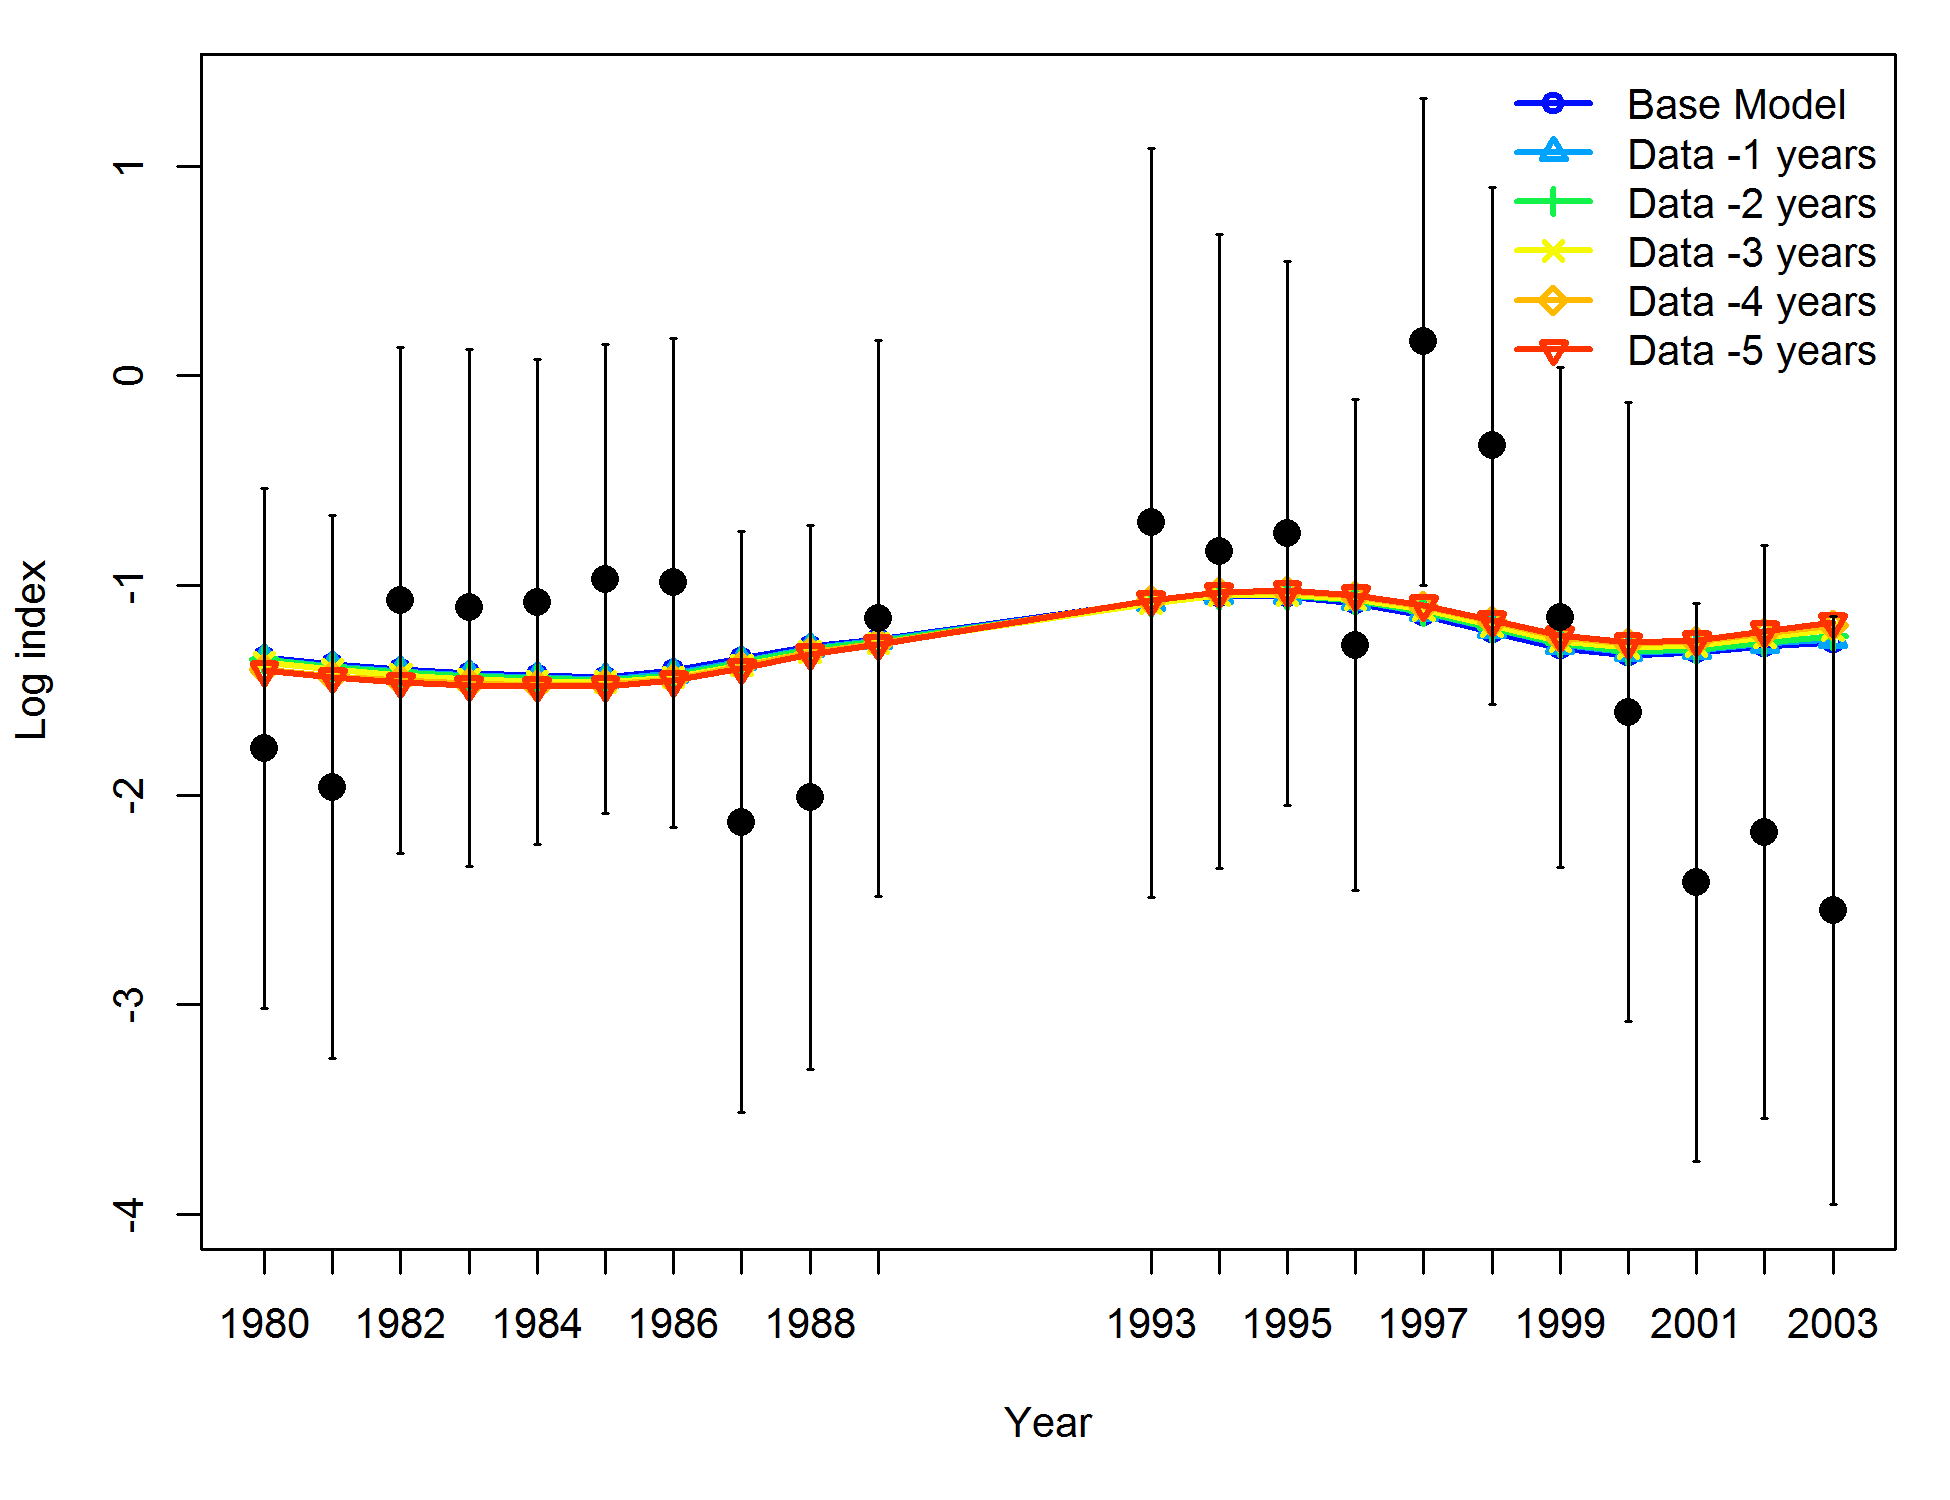 Base Model
Data -1 years
Data -2 years
Data -3 years
Data -4 years
Data -5 years
1
0
-1
-2
-3
-4
Log index
1980 1982 1984 1986 1988 1993 1995 1997 1999 2001 2003
Year